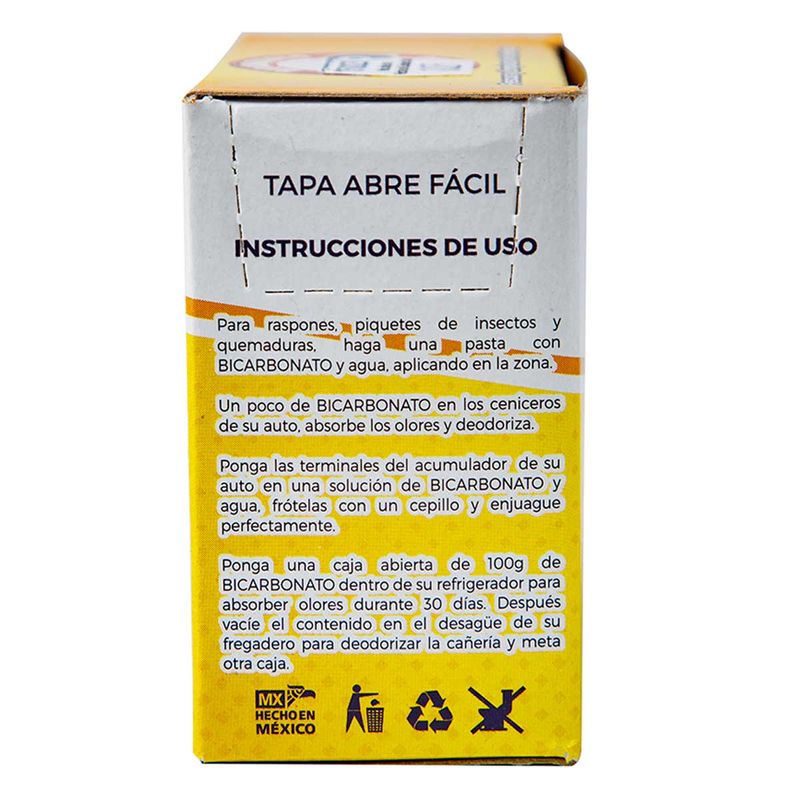 TAPA ABRE FÁCIL
INSTRUCCIONES DE USO
Para raspones, piquetes de insectos y
quemaduras, haga una pasta con
BICARBONATO y agua, aplicando en la zona.
Un poco de BICARBONATO en los ceniceros
de su auto, absorbe los olores y deodoriza.
Ponga las terminales del acumulador de su
auto en una solución de BICARBONATO y
agua, frótelas con un cepillo y enjuague
perfectamente.
Ponga una caja abierta de 100g de
BICARBONATO dentro de su refrigerador para
absorber olores durante 30 días. Después
vacíe el contenido en el desagüe de su
fregadero para deodorizar la cañería y meta
otra caja.
MX
HECHO EN
MÉXICO